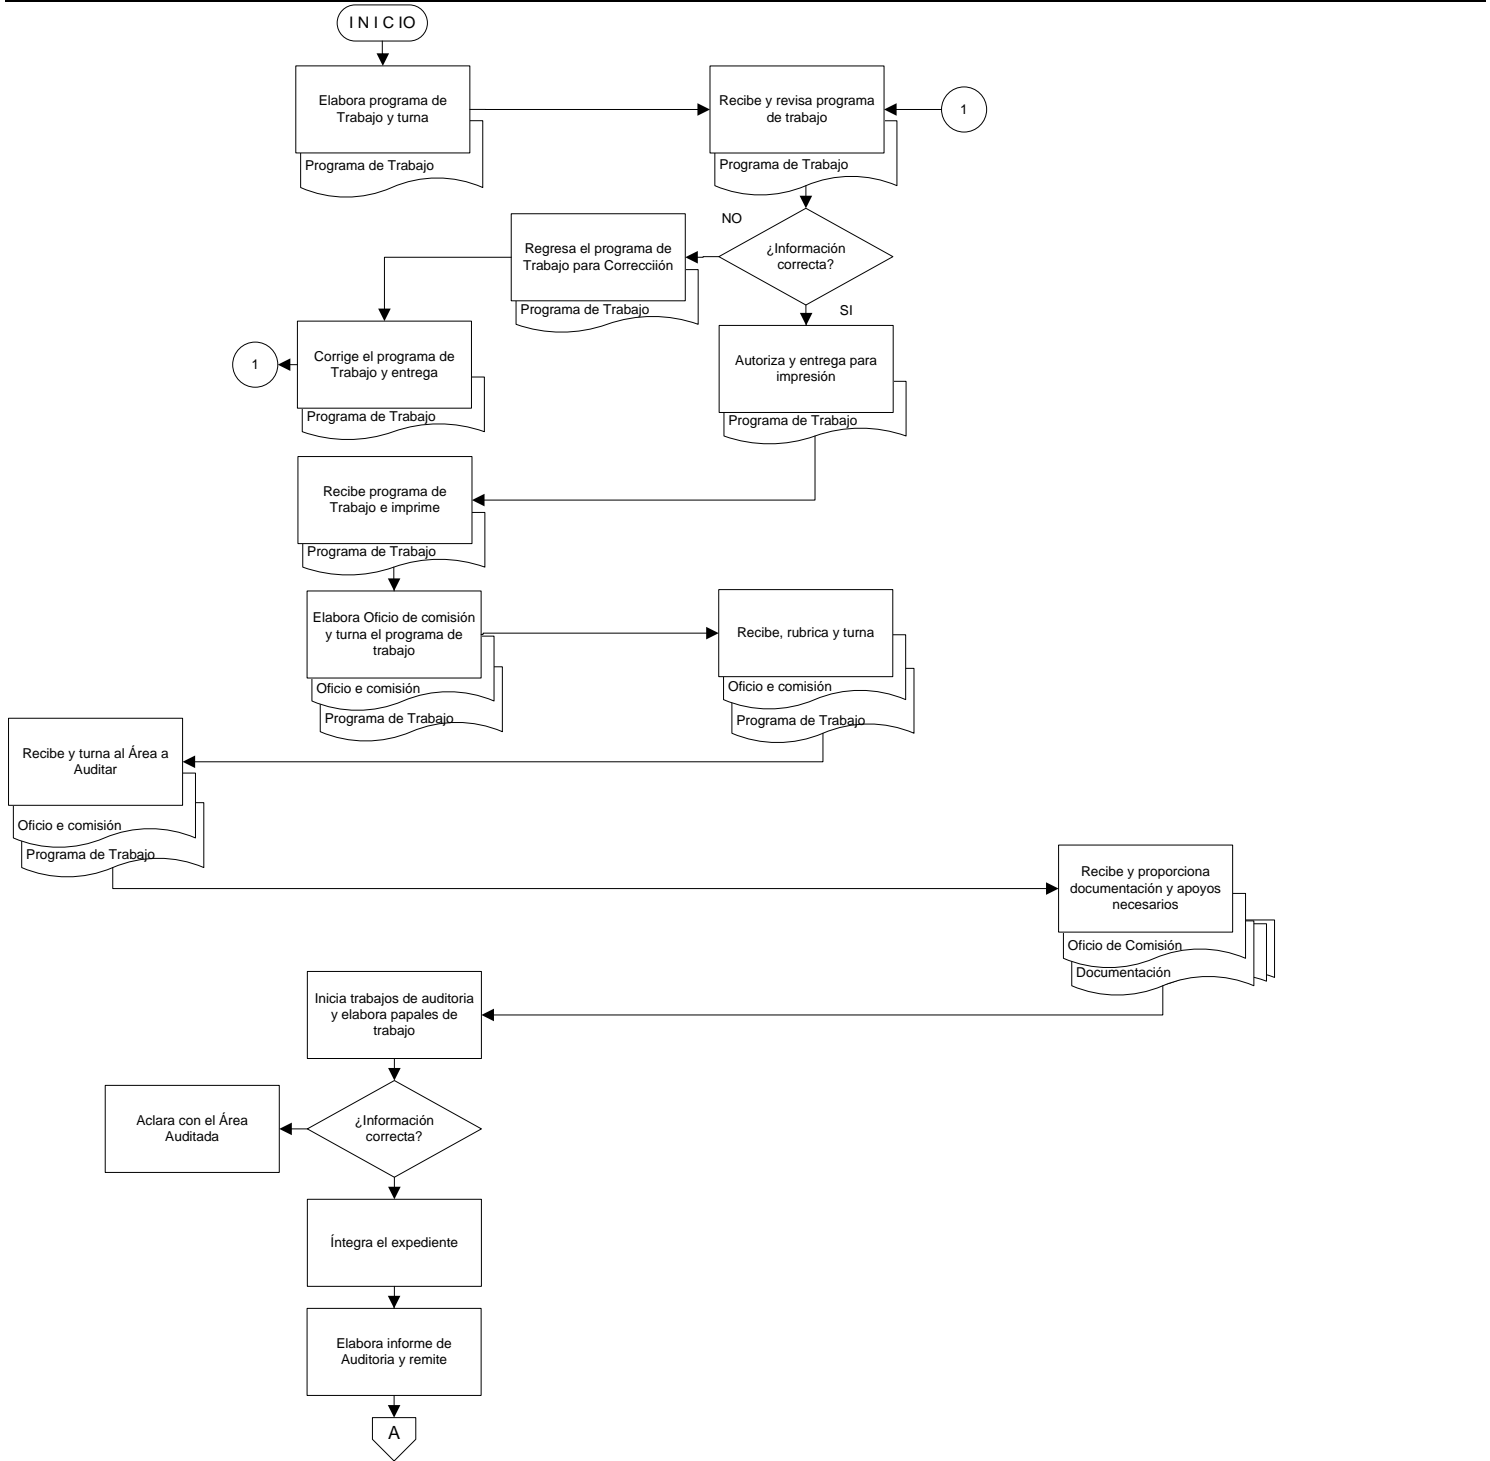 I N I C IO
Elabora programa de
Trabajo y turna
Programa de Trabajo
Recibe y revisa programa
de trabajo
Programa de Trabajo
1
NO
¿Información
correcta?
SI
Regresa el programa de
Trabajo para Correcciión
Programa de Trabajo
Corrige el programa de
Trabajo y entrega
Programa de Trabajo
1
Autoriza y entrega para
impresión
Programa de Trabajo
Recibe programa de
Trabajo e imprime
Programa de Trabajo
Elabora Oficio de comisión
y turna el programa de
trabajo
Oficio e comisión
Programa de Trabajo
Recibe, rubrica y turna
Oficio e comisión
Programa de Trabajo
Recibe y turna al Área a
Auditar
Oficio e comisión
Programa de Trabajo
Recibe y proporciona
documentación y apoyos
necesarios
Oficio de Comisión
Documentación
Inicia trabajos de auditoria
y elabora papales de
trabajo
¿Información
correcta?
Aclara con el Área
Auditada
Íntegra el expediente
Elabora informe de
Auditoria y remite
A